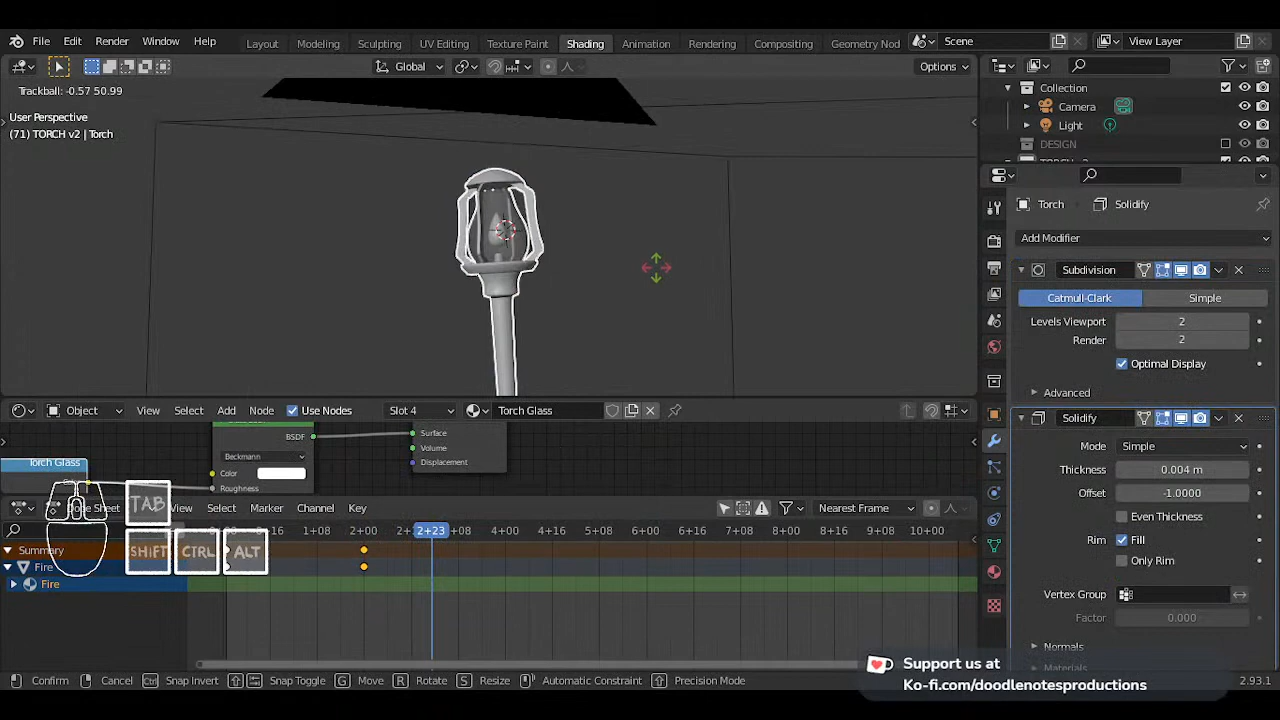 File Edit Render Window Help Layout Modeling Sculpting UV Editing Texture Paint Shading Animation Rendering Compositing Geometry Nod Scene View Layer
Global Options
Trackball: -0.57 50.99
User Perspective
(71) TORCH v2 | Torch
Collection
Camera
Light
DESIGN
Torch Solidify
Add Modifier
Subdivision
Catmull-Clark Simple
Levels Viewport 2
Render 2
Optimal Display
Advanced
Solidify
Mode Simple
Thickness 0.004 m
Offset -1.0000
Even Thickness
Rim Fill
Only Rim
Vertex Group
Factor 0.000
Normals
Materials
Object View Select Add Node Use Nodes Slot 4 Torch Glass
BSDF
Beckmann
Color
Roughness
Surface
Volume
Displacement
Torch Glass
TAB
SHIFT CTRL ALT
Sheet View Select Marker Channel Key Nearest Frame
0+16 1+08 2+00 2+23 3+08 4+00 4+16 5+08 6+00 6+16 7+08 8+00 8+16 9+08 10+00
Summary
Fire
Fire
Confirm Cancel Snap Invert Snap Toggle G Move R Rotate S Resize Automatic Constraint Precision Mode 2.93.1
Support us at
Ko-fi.com/doodlenotesproductions